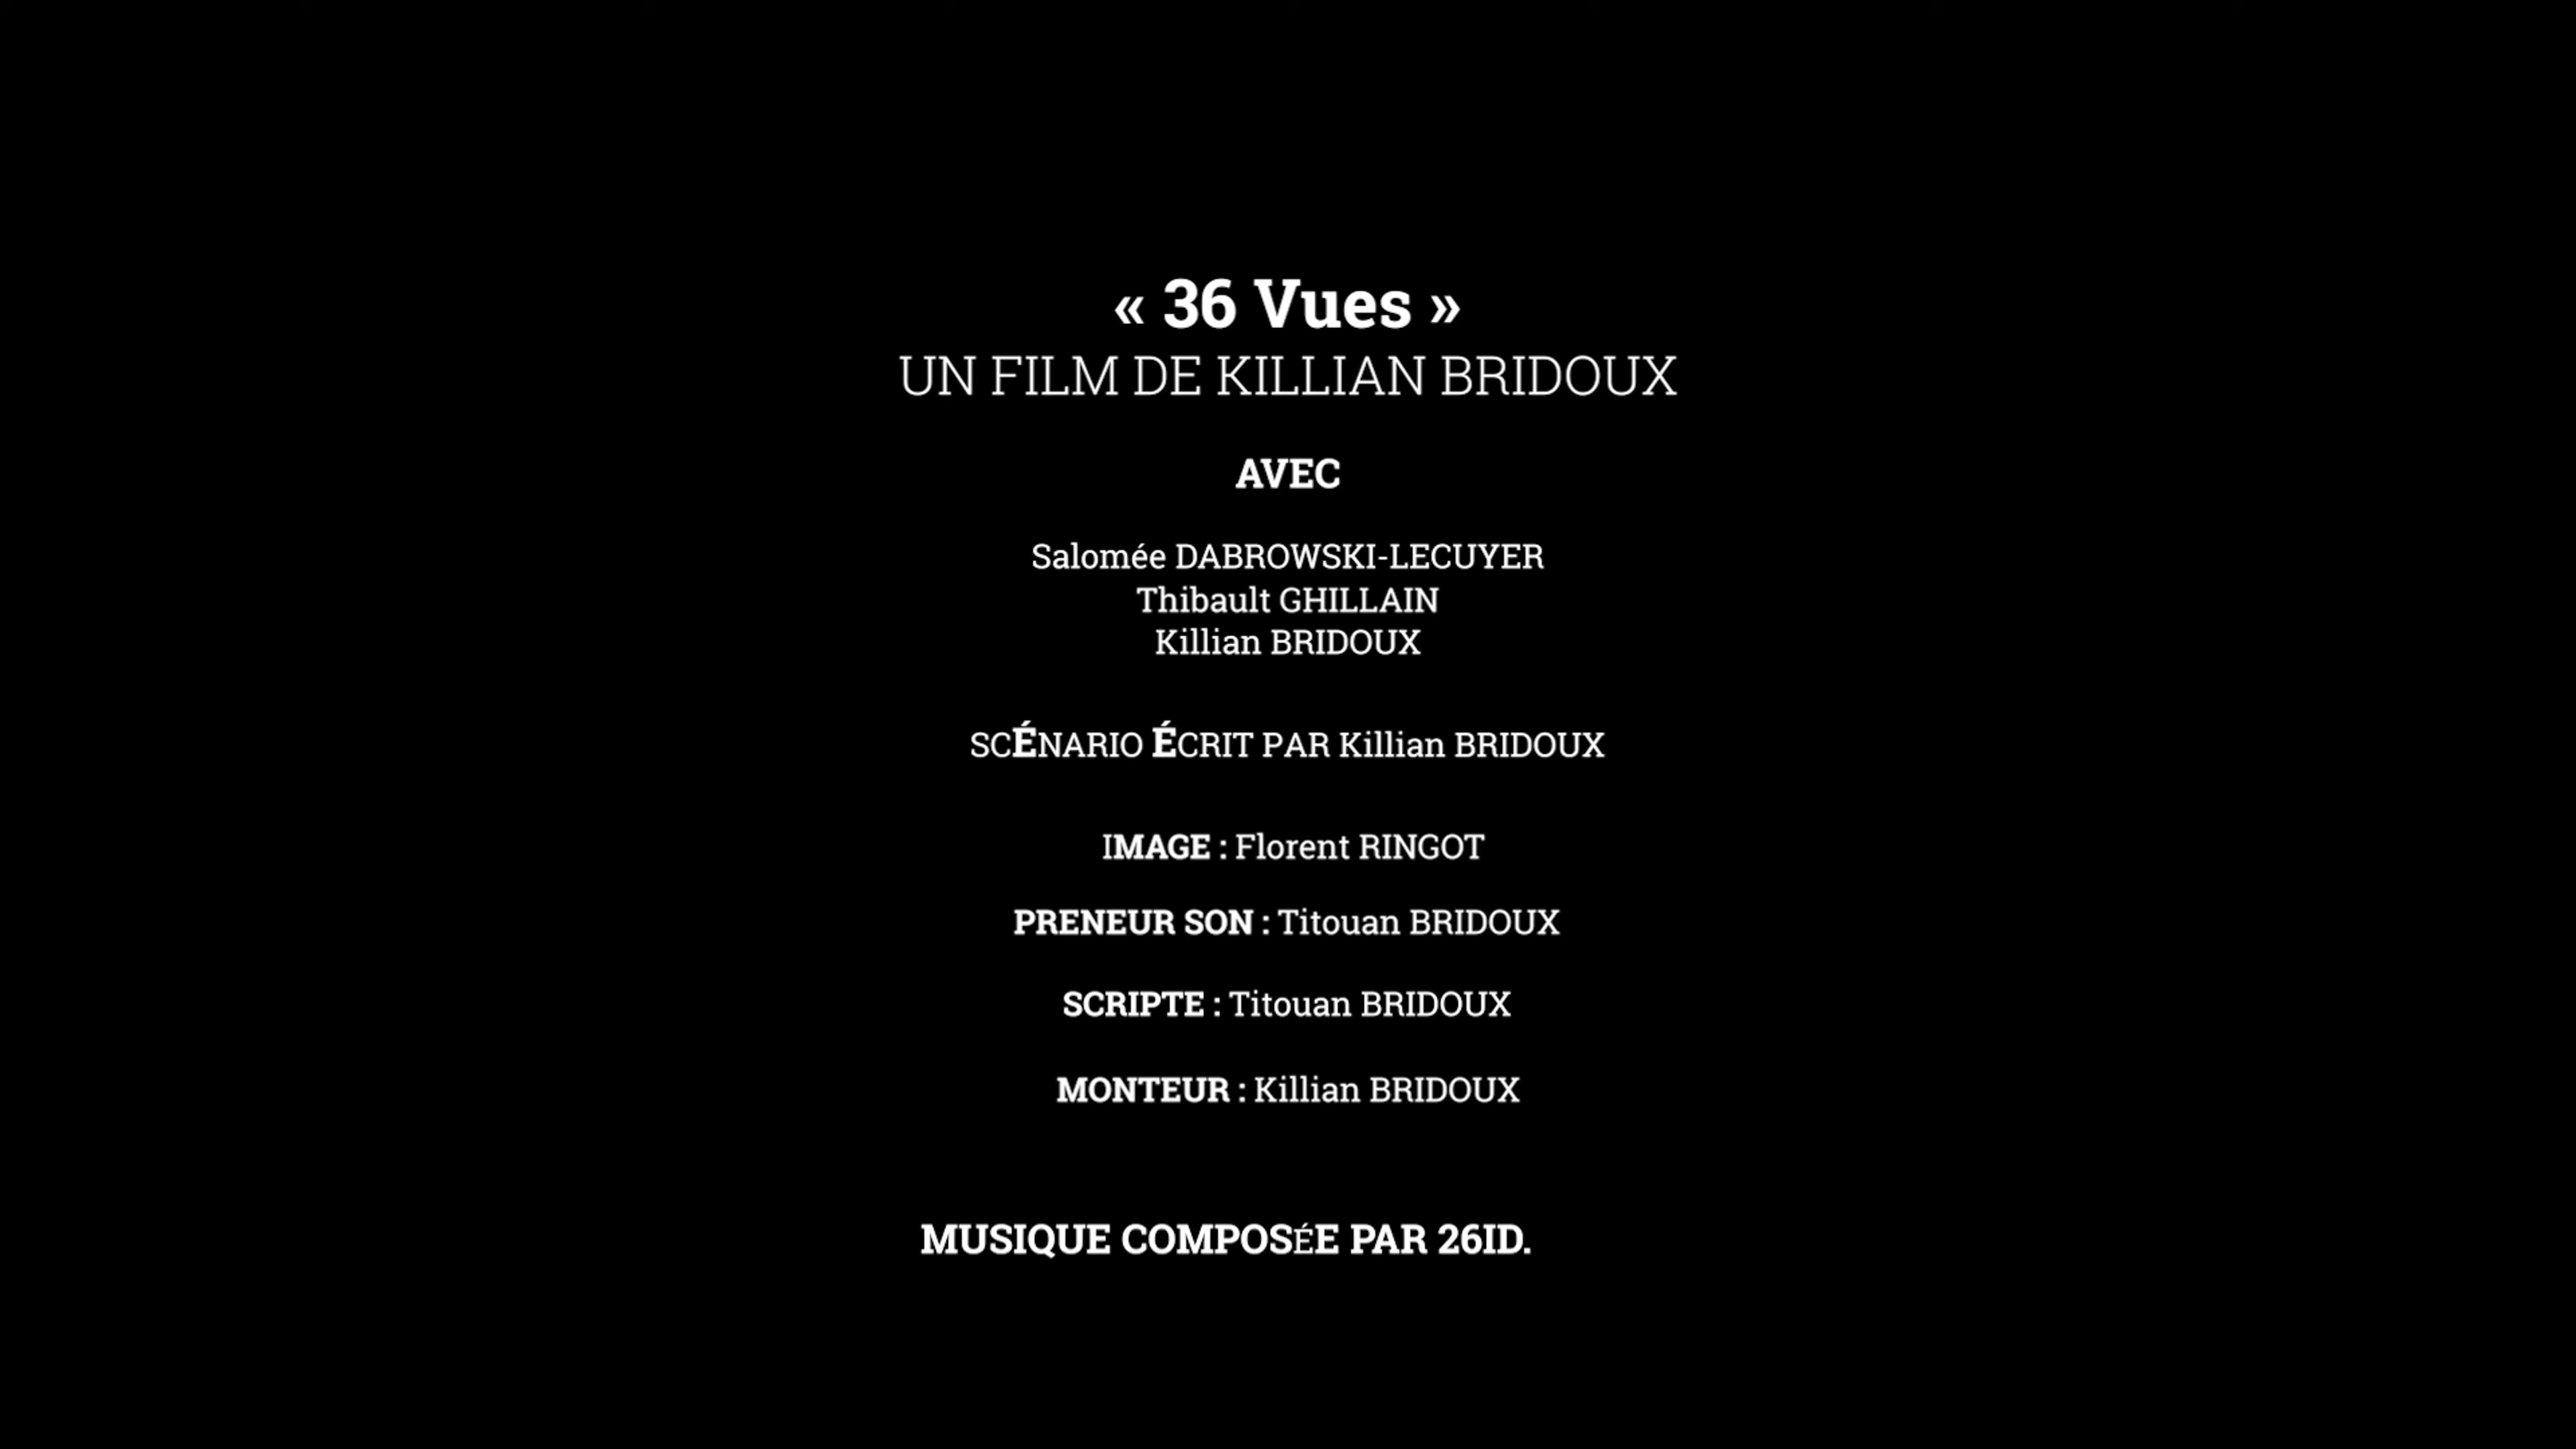 « 36 Vues »
UN FILM DE KILLIAN BRIDOUX
AVEC
Salomée DABROWSKI-LECUYER
Thibault GHILLAIN
Killian BRIDOUX
SCÉNARIO ÉCRIT PAR Killian BRIDOUX
IMAGE : Florent RINGOT
PRENEUR SON : Titouan BRIDOUX
SCRIPTE : Titouan BRIDOUX
MONTEUR : Killian BRIDOUX
MUSIQUE COMPOSÉE PAR 26ID.